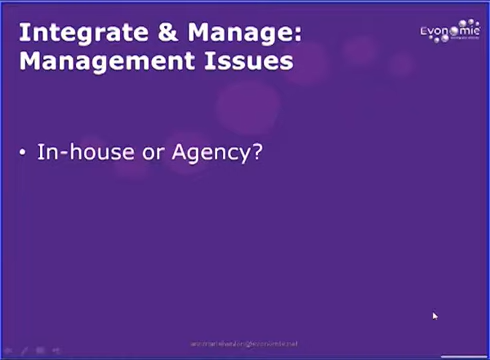 Integrate & Manage:
Management Issues
Evonomie
• In-house or Agency?